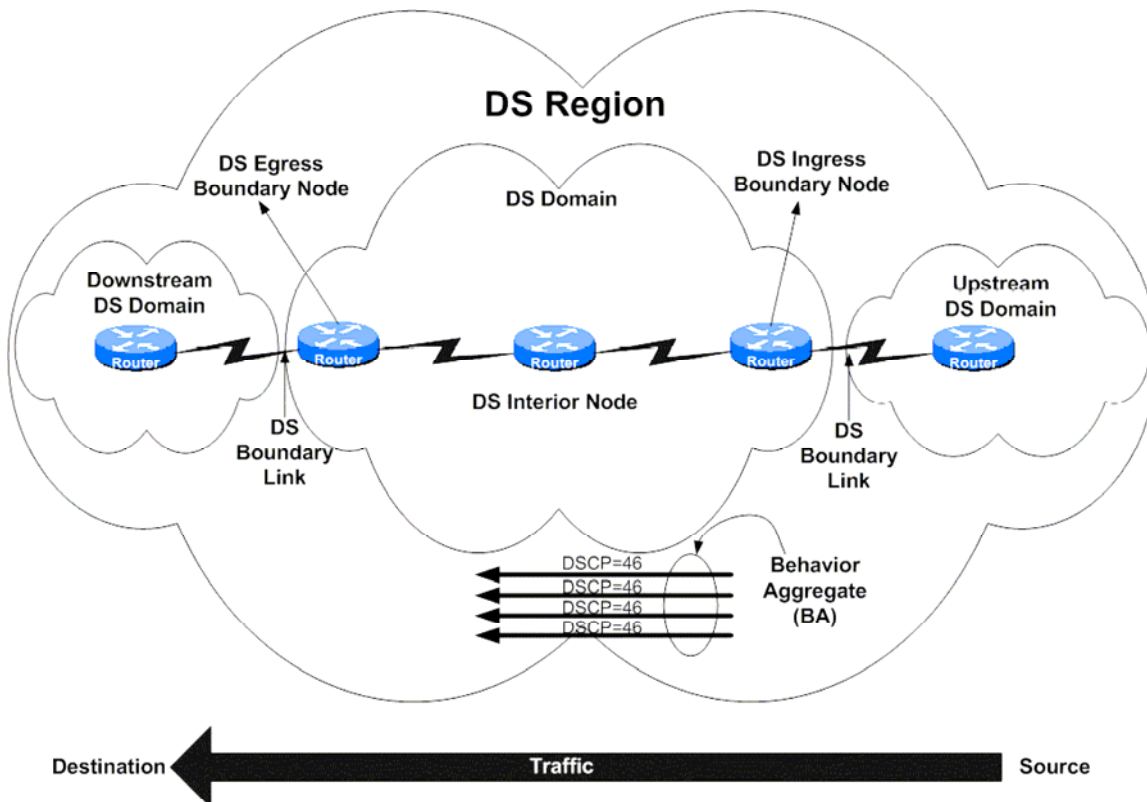 DS Region
DS Egress
Boundary Node
DS Ingress
Boundary Node
DS Domain
Downstream
DS Domain
Upstream
DS Domain
Router
Router
Router
Router
Router
DS Interior Node
DS
Boundary
Link
DS
Boundary
Link
DSCP=46
DSCP=46
DSCP=46
DSCP=46
Behavior
Aggregate
(BA)
Destination
Traffic
Source